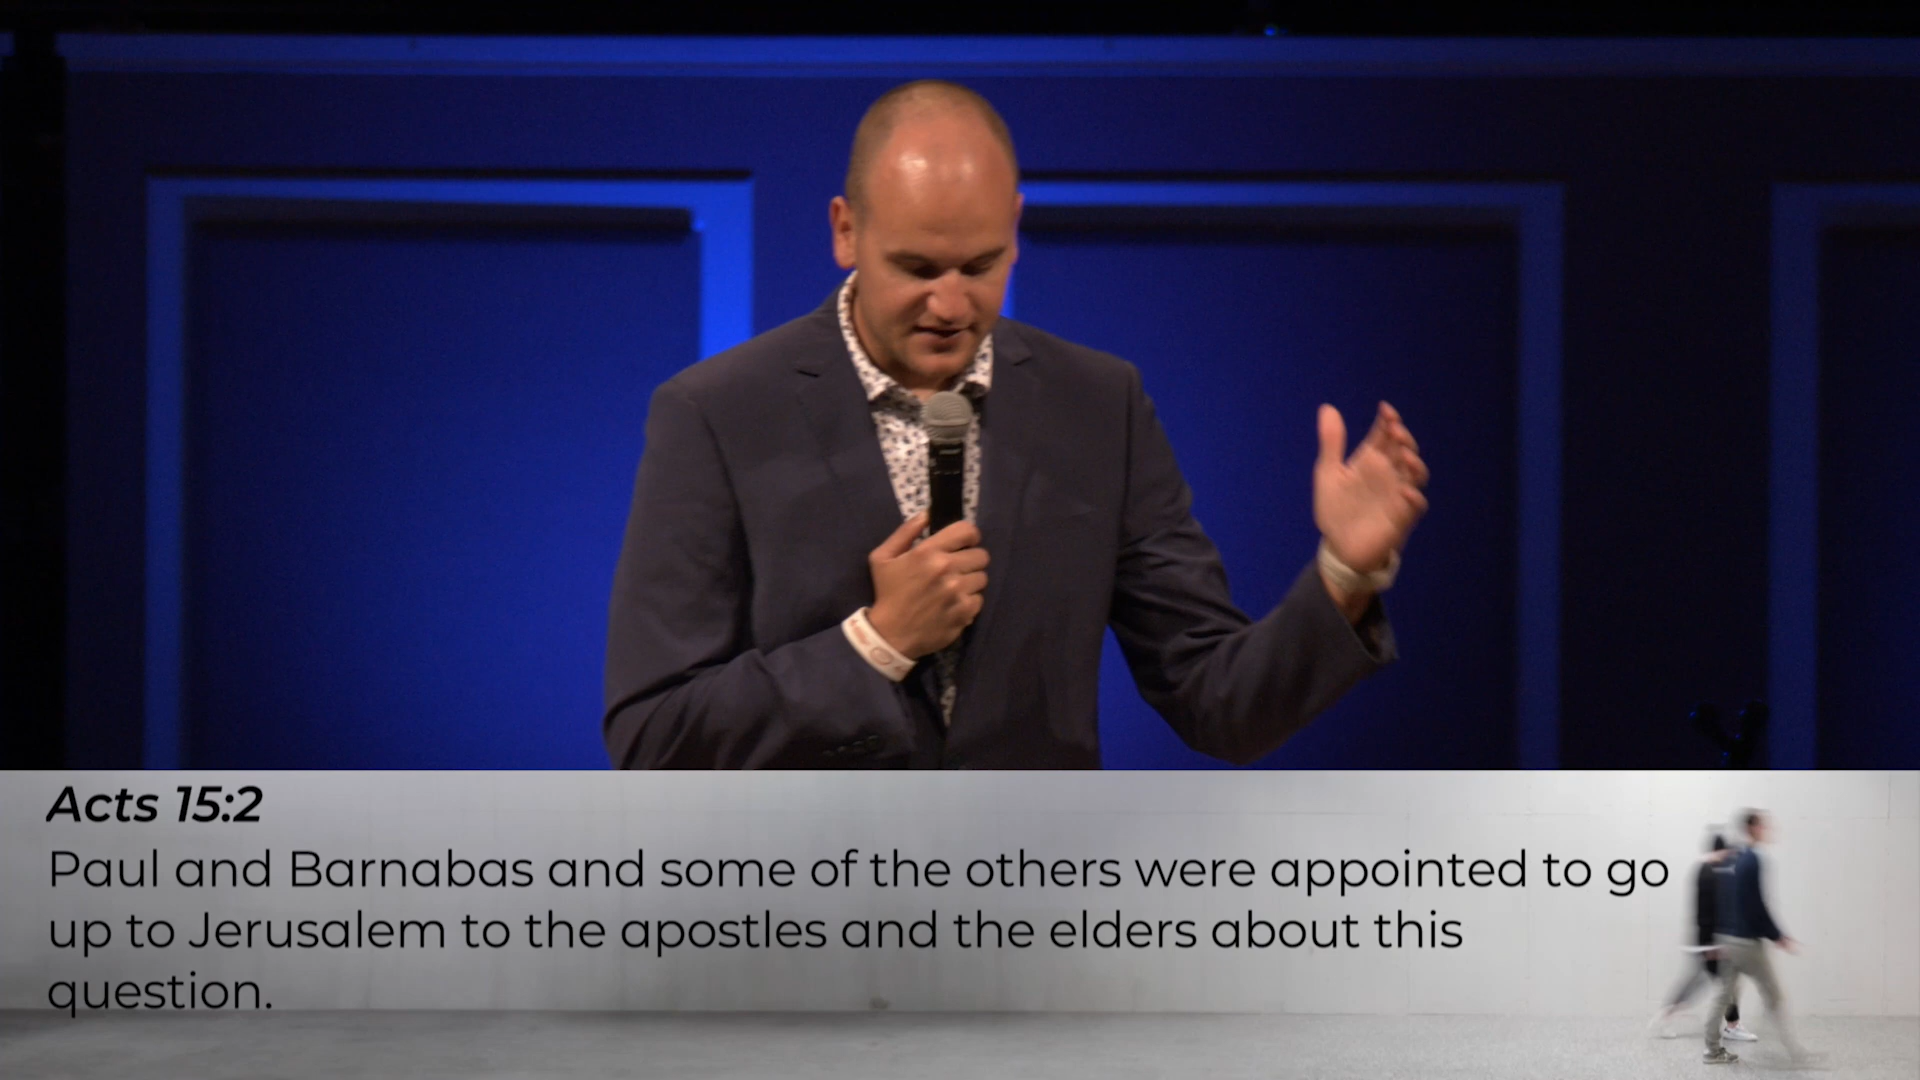 Acts 15:2
Paul and Barnabas and some of the others were appointed to go
up to Jerusalem to the apostles and the elders about this
question.